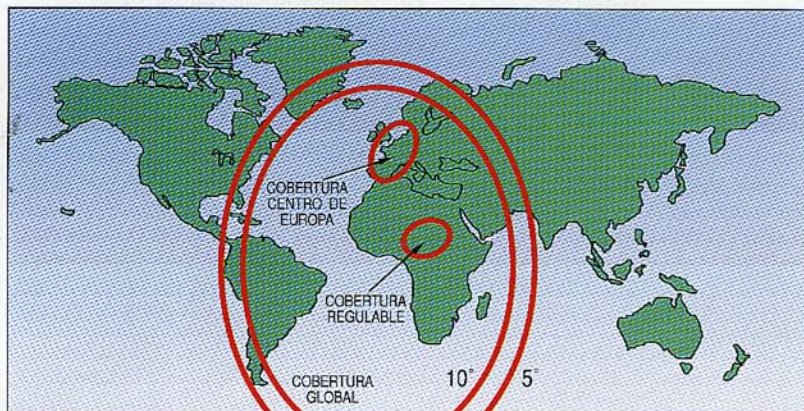 COBERTURA
CENTRO DE
EUROPA
COBERTURA
REGULABLE
COBERTURA
GLOBAL
10°
5°